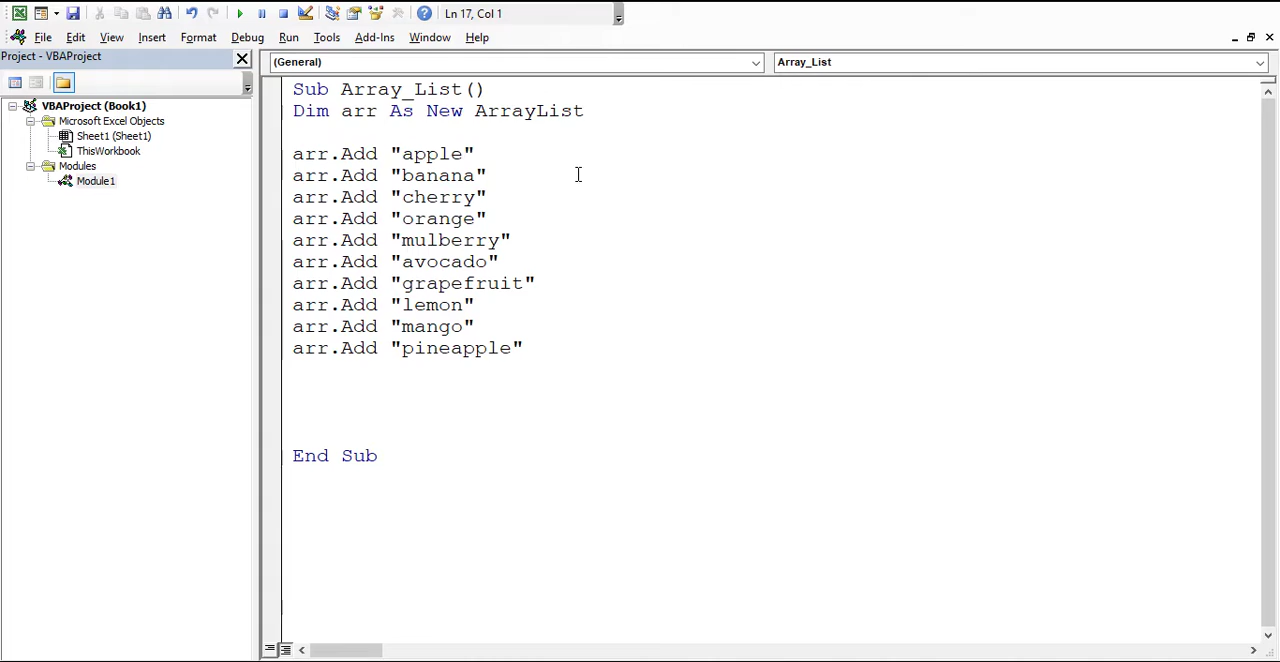 Ln 17, Col 1
File Edit View Insert Format Debug Run Tools Add-Ins Window Help
Project - VBAProject
(General)
Array_List
VBAProject (Book1)
Microsoft Excel Objects
Sheet1 (Sheet1)
ThisWorkbook
Modules
Module1
Sub Array_List()
Dim arr As New ArrayList
arr.Add "apple"
arr.Add "banana"
arr.Add "cherry"
arr.Add "orange"
arr.Add "mulberry"
arr.Add "avocado"
arr.Add "grapefruit"
arr.Add "lemon"
arr.Add "mango"
arr.Add "pineapple"
End Sub